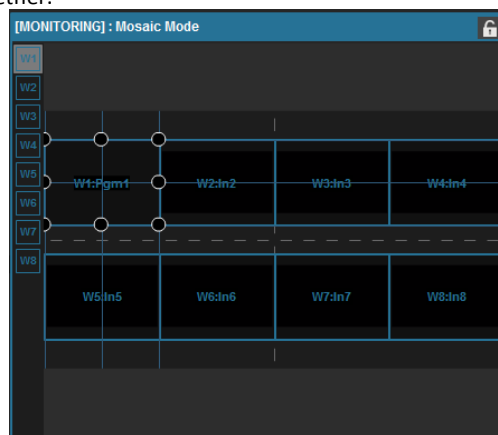 ether.
[MONITORING] : Mosaic Mode
W1
W2
W3
W4
W5
W6
W7
W8
W1:Pgm1 W2:In2 W3:In3 W4:In4
W5:In5 W6:In6 W7:In7 W8:In8